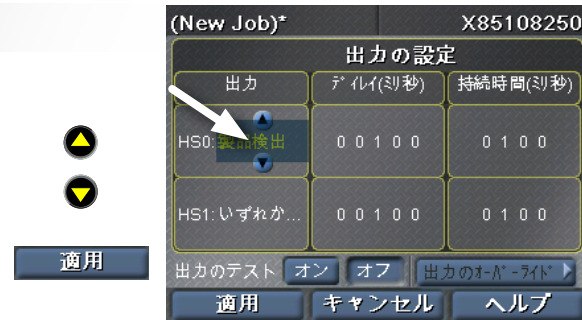 (New Job)* X85108250
出力の設定
出力 ディレイ(ミリ秒) 持続時間(ミリ秒)
HS0:製品検出 00100 0100
HS1:いずれか... 00100 0100
出力のテスト オン オフ 出力のオーバーライド
適用
適用 キャンセル ヘルプ